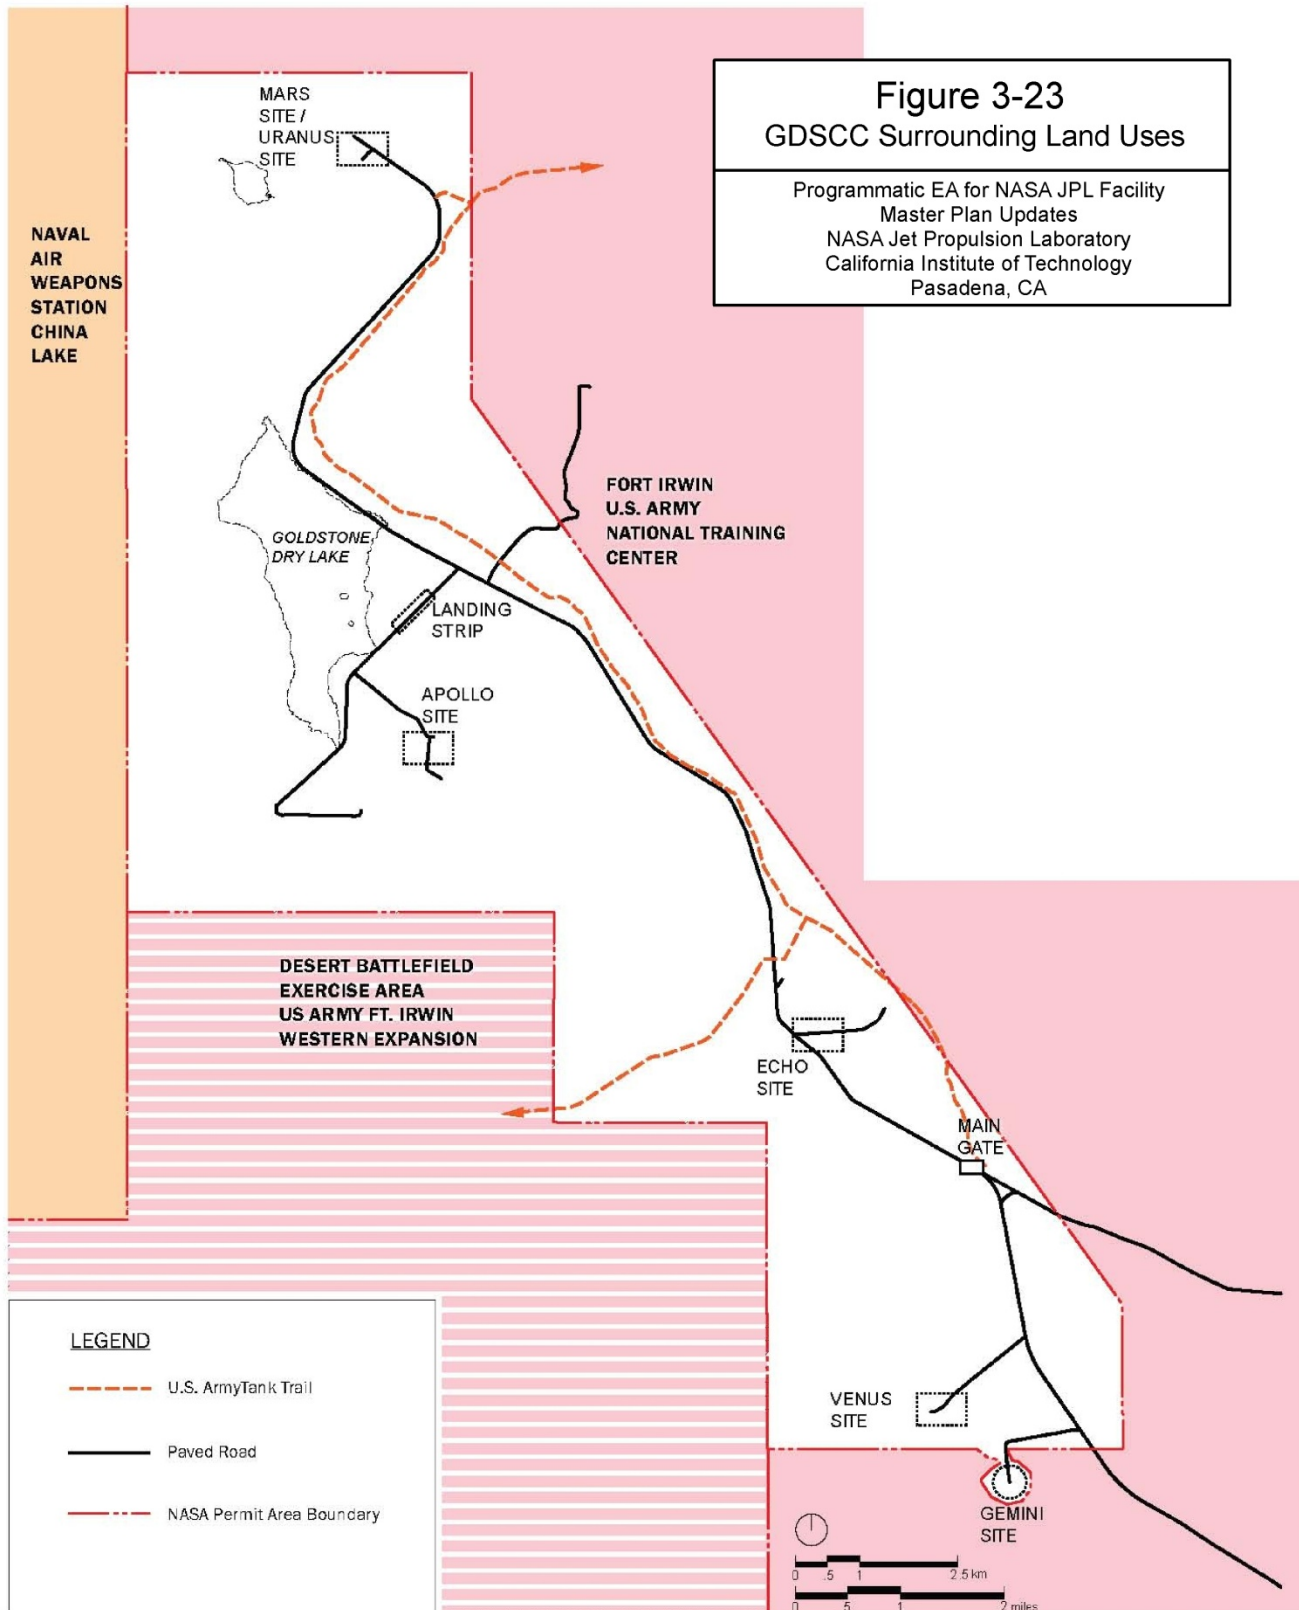 Figure 3-23
GDSCC Surrounding Land Uses
Programmatic EA for NASA JPL Facility
Master Plan Updates
NASA Jet Propulsion Laboratory
California Institute of Technology
Pasadena, CA
MARS
SITE /
URANUS
SITE
NAVAL
AIR
WEAPONS
STATION
CHINA
LAKE
FORT IRWIN
U.S. ARMY
NATIONAL TRAINING
CENTER
GOLDSTONE
DRY LAKE
LANDING
STRIP
APOLLO
SITE
DESERT BATTLEFIELD
EXERCISE AREA
US ARMY FT. IRWIN
WESTERN EXPANSION
ECHO
SITE
MAIN
GATE
VENUS
SITE
GEMINI
SITE
LEGEND
U.S. ArmyTank Trail
Paved Road
NASA Permit Area Boundary
0 .5 1 2.5 km
0 .5 1 2 miles